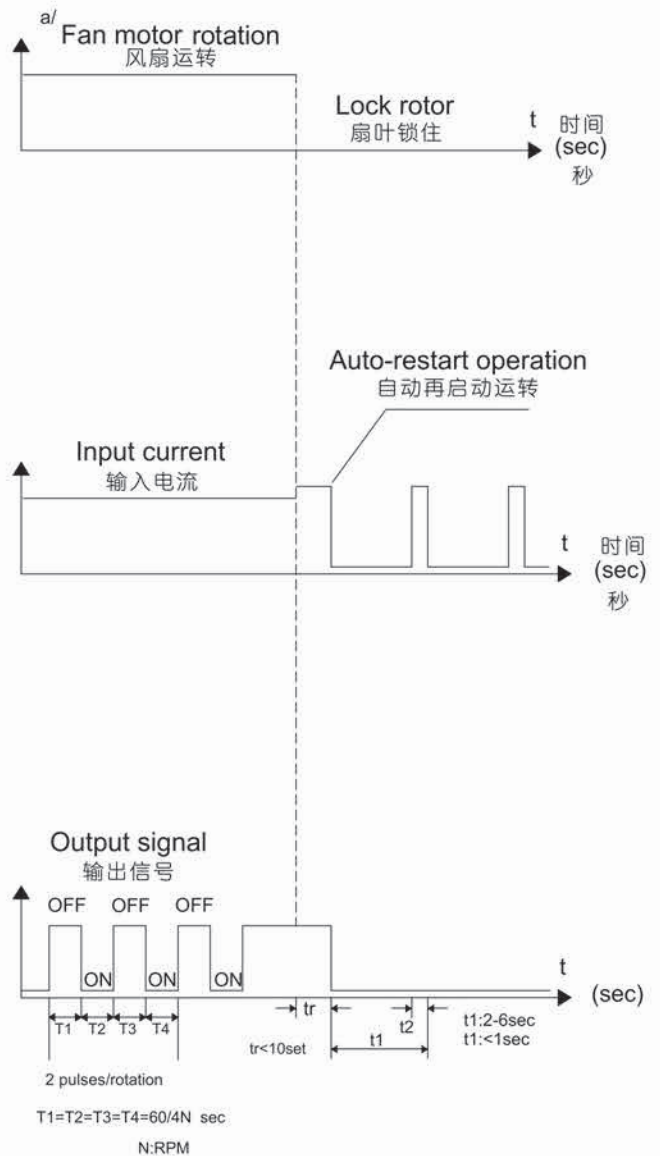 a/
Fan motor rotation
风扇运转
Lock rotor
扇叶锁住
t 时间
(sec)
秒
Auto-restart operation
自动再启动运转
Input current
输入电流
t 时间
(sec)
秒
Output signal
输出信号
OFF OFF OFF
ON ON ON
t
(sec)
T1 T2 T3 T4
tr
t2
t1
t1:2-6sec
t1:<1sec
tr<10set
2 pulses/rotation
T1=T2=T3=T4=60/4N sec
N:RPM